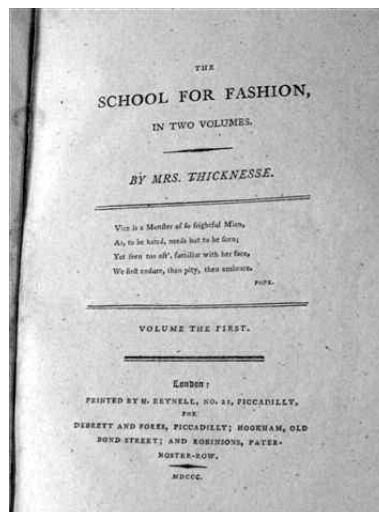 THE
SCHOOL FOR FASHION,
IN TWO VOLUMES.
BY MRS. THICKNESSE.
Vice is a Monster of so frightful Mien,
As, to be hated, needs but to be seen;
Yet seen too oft', familiar with her face,
We first endure, then pity, then embrace.
POPE.
VOLUME THE FIRST.
London:
PRINTED BY H. REYNELL, NO. 21, PICCADILLY,
FOR
DEBRETT AND FORES, PICCADILLY; HOOKHAM, OLD
BOND-STREET; AND ROBINSONS, PATER-
NOSTER-ROW.
MDCCC.